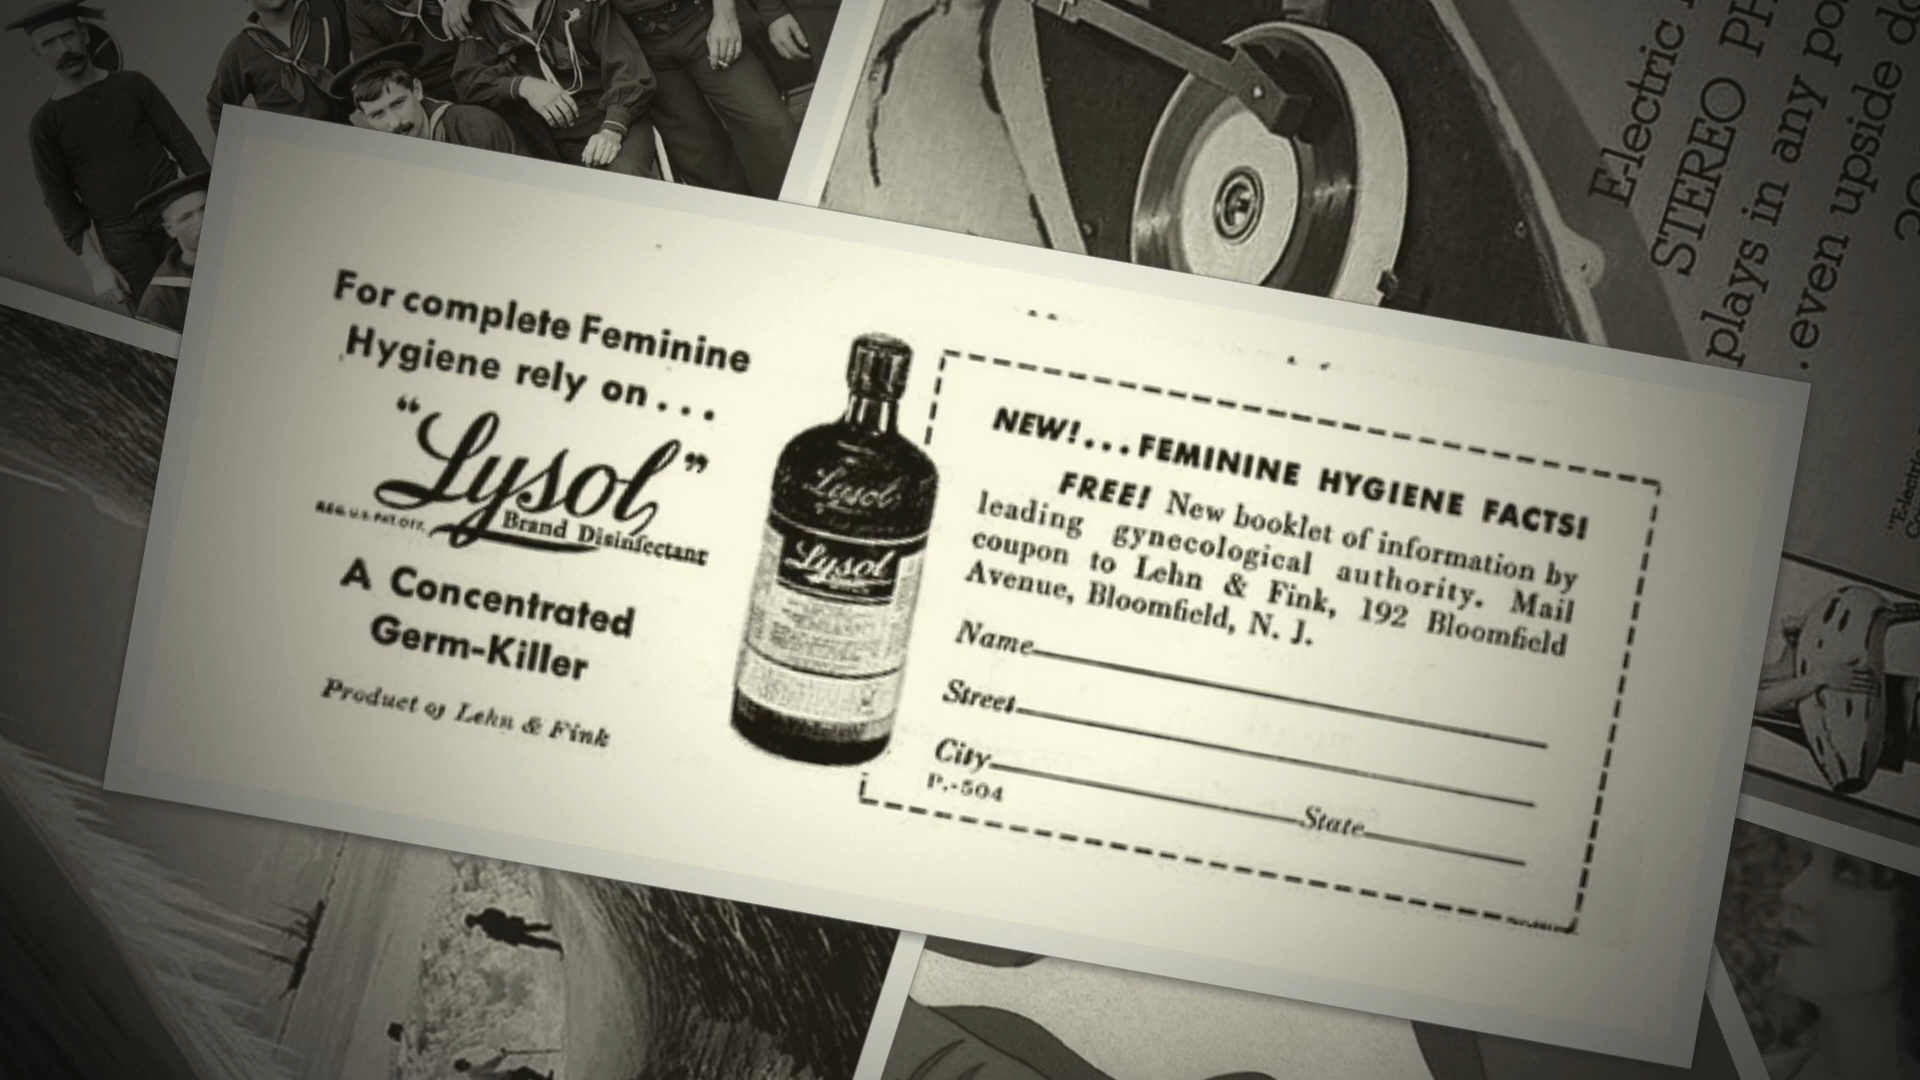 For complete Feminine
Hygiene rely on...
"Lysol"
REG. U.S. PAT. OFF.
Brand Disinfectant
A Concentrated
Germ-Killer
Product of Lehn & Fink
Lysol
Lysol
NEW!...FEMININE HYGIENE FACTS!
FREE! New booklet of information by
leading gynecological authority. Mail
coupon to Lehn & Fink, 192 Bloomfield
Avenue, Bloomfield, N. J.
Name
Street
City
State
P.-504
E-lectric
STEREO PH
plays in any po
. even upside do